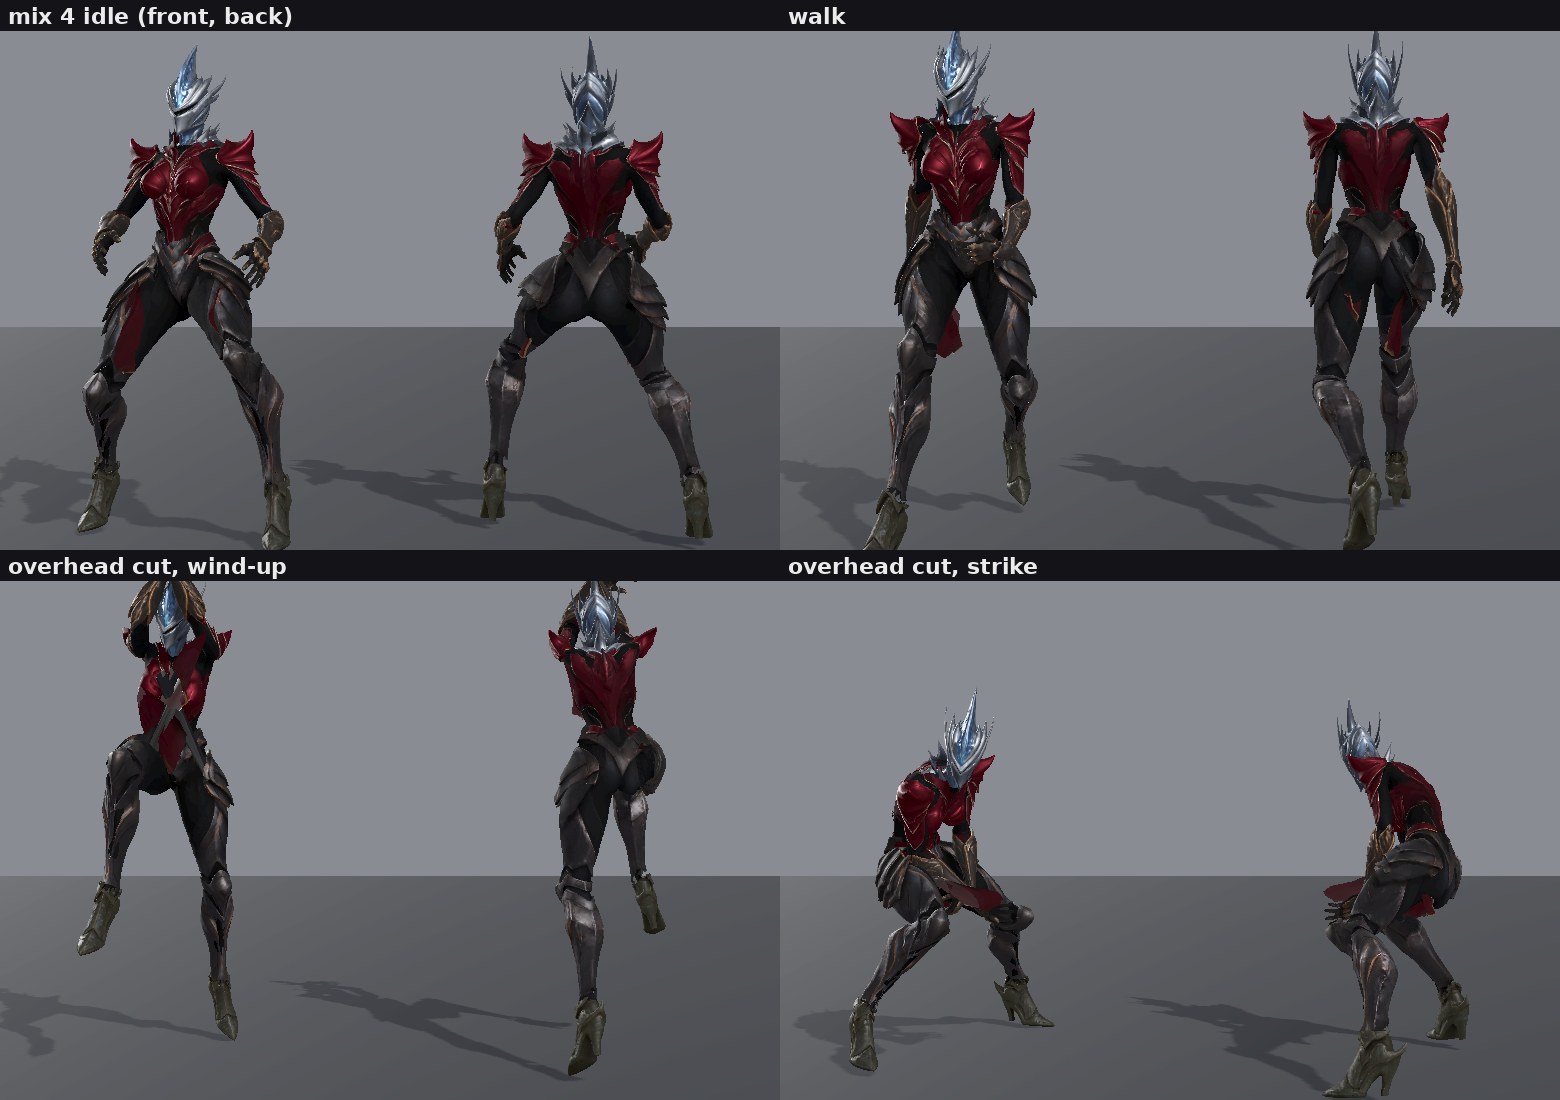 mix 4 idle (front, back)
walk
overhead cut, wind-up
overhead cut, strike